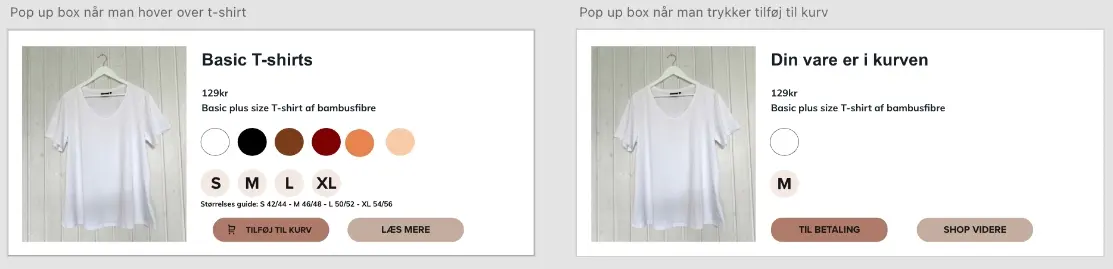 Pop up box når man hover over t-shirt
Basic T-shirts
129kr
Basic plus size T-shirt af bambusfibre
S M L XL
Størrelses guide: S 42/44 - M 46/48 - L 50/52 - XL 54/56
TILFØJ TIL KURV
LÆS MERE
Pop up box når man trykker tilføj til kurv
Din vare er i kurven
129kr
Basic plus size T-shirt af bambusfibre
M
TIL BETALING
SHOP VIDERE